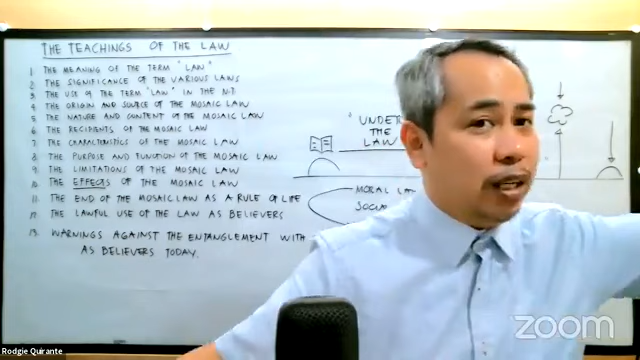 THE TEACHINGS OF THE LAW
1. THE MEANING OF THE TERM "LAW"
2. THE SIGNIFICANCE OF THE VARIOUS LAWS
3. THE USE OF THE TERM "LAW" IN THE N.T
4. THE ORIGIN AND SOURCE OF THE MOSAIC LAW
5. THE NATURE AND CONTENT OF THE MOSAIC LAW
6. THE RECIPIENTS OF THE MOSAIC LAW
7. THE CHARACTERISTICS OF THE MOSAIC LAW
8. THE PURPOSE AND FUNCTION OF THE MOSAIC LAW
9. THE LIMITATIONS OF THE MOSAIC LAW
10. THE EFFECTS OF THE MOSAIC LAW
11. THE END OF THE MOSAIC LAW AS A RULE OF LIFE
12. THE LAWFUL USE OF THE LAW AS BELIEVERS
13. WARNINGS AGAINST THE ENTANGLEMENT WITH
AS BELIEVERS TODAY.
THE
LAW
MORAL
Rodgie Quirante
zoom